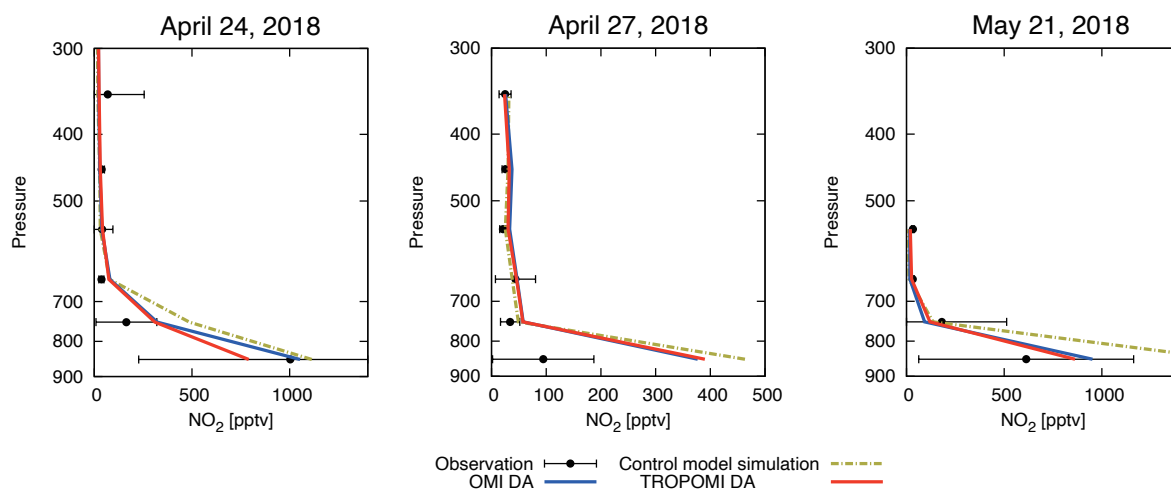 April 24, 2018
April 27, 2018
May 21, 2018
300
400
500
700
800
900
Pressure
0
1000
NO2 [pptv]
300
400
500
700
800
900
Pressure
0
100
200
300
400
500
NO2 [pptv]
300
400
500
700
800
900
Pressure
0
1000
NO2 [pptv]
Observation
Control model simulation
OMI DA
TROPOMI DA